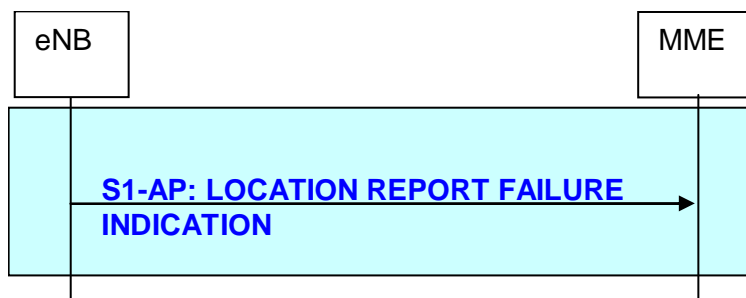 eNB
MME
S1-AP: LOCATION REPORT FAILURE
INDICATION